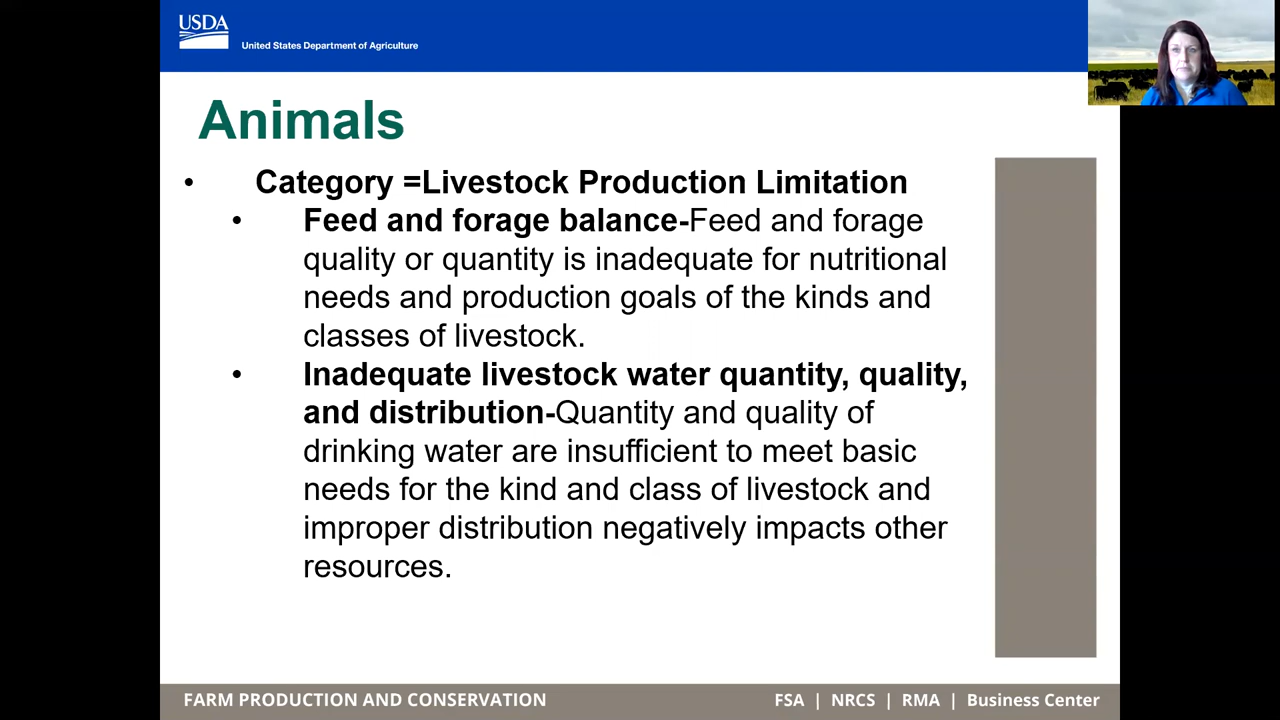 USDA
United States Department of Agriculture
Animals
• Category =Livestock Production Limitation
• Feed and forage balance-Feed and forage
quality or quantity is inadequate for nutritional
needs and production goals of the kinds and
classes of livestock.
• Inadequate livestock water quantity, quality,
and distribution-Quantity and quality of
drinking water are insufficient to meet basic
needs for the kind and class of livestock and
improper distribution negatively impacts other
resources.
FARM PRODUCTION AND CONSERVATION
FSA | NRCS | RMA | Business Center